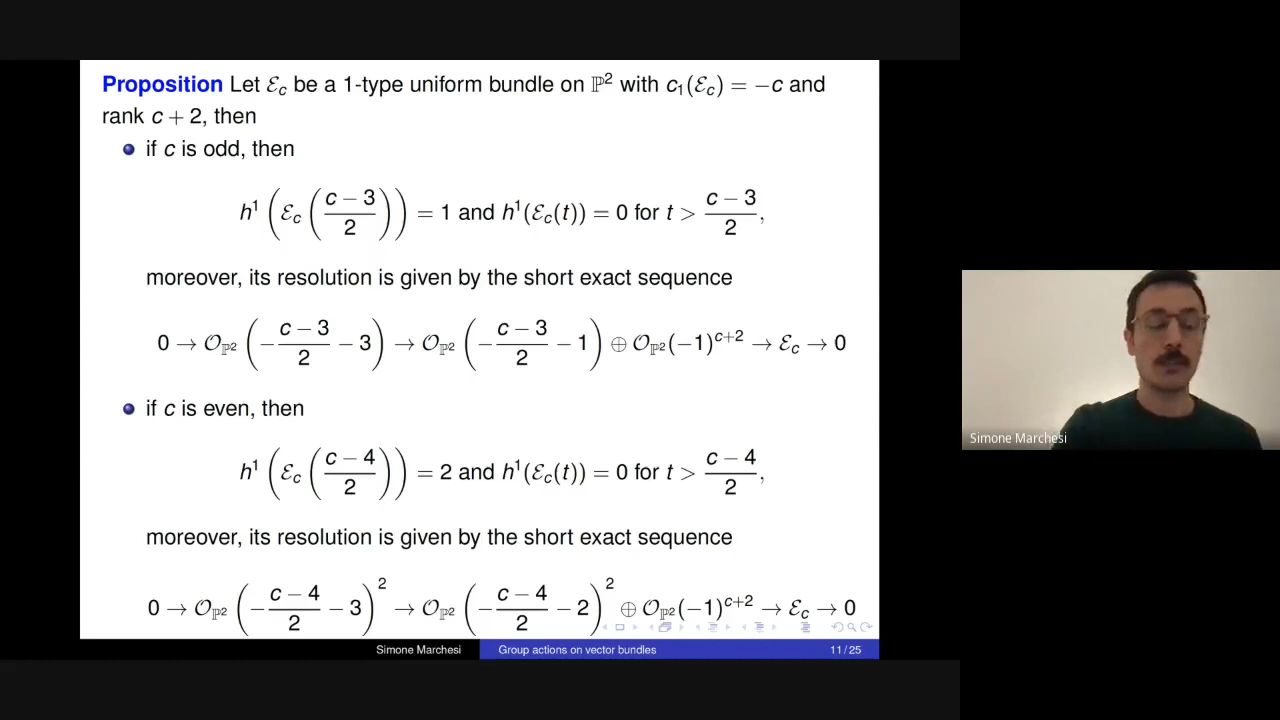 Proposition Let ℰ_c be a 1-type uniform bundle on ℙ² with c₁(ℰ_c) = −c and
rank c + 2, then
if c is odd, then
h¹(ℰ_c((c − 3)/2)) = 1 and h¹(ℰ_c(t)) = 0 for t > (c − 3)/2,
moreover, its resolution is given by the short exact sequence
0 → 𝒪_ℙ²(−(c − 3)/2 − 3) → 𝒪_ℙ²(−(c − 3)/2 − 1) ⊕ 𝒪_ℙ²(−1)^{c+2} → ℰ_c → 0
if c is even, then
h¹(ℰ_c((c − 4)/2)) = 2 and h¹(ℰ_c(t)) = 0 for t > (c − 4)/2,
moreover, its resolution is given by the short exact sequence
0 → 𝒪_ℙ²(−(c − 4)/2 − 3)² → 𝒪_ℙ²(−(c − 4)/2 − 2)² ⊕ 𝒪_ℙ²(−1)^{c+2} → ℰ_c → 0
Simone Marchesi Group actions on vector bundles 11/25
Simone Marchesi